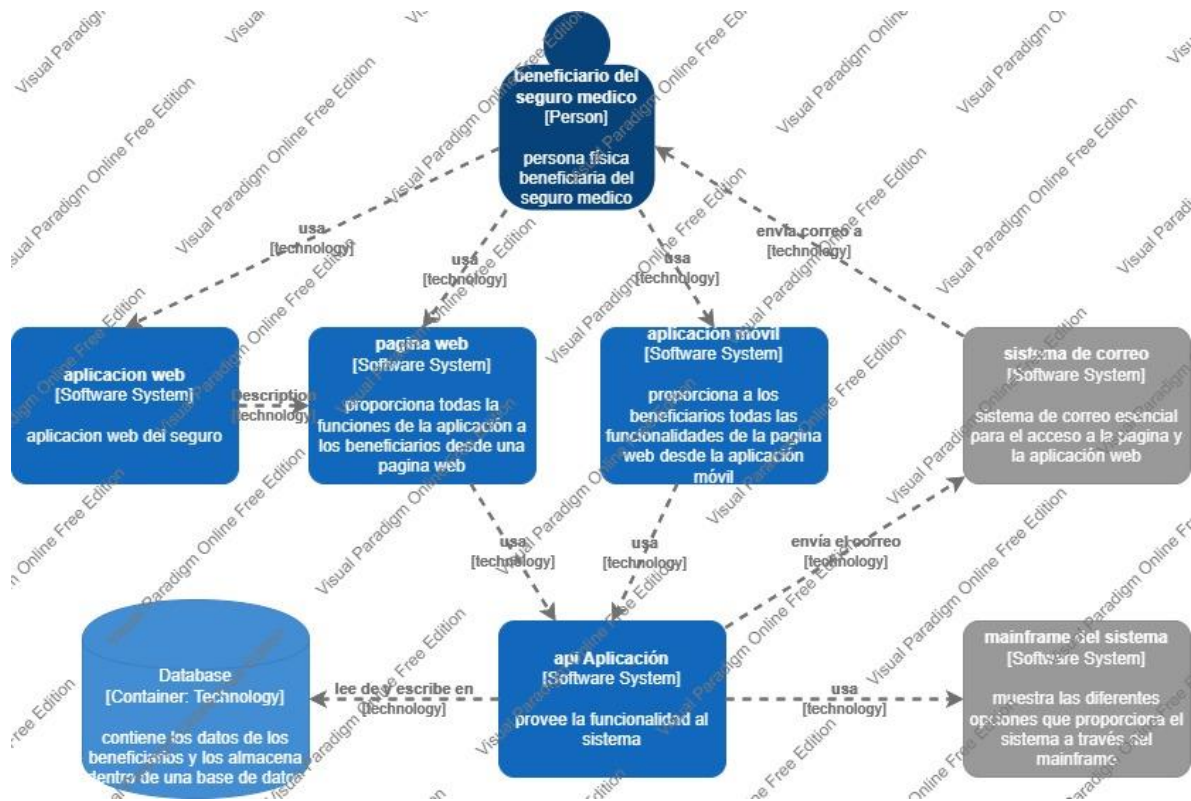 beneficiario del
seguro medico
[Person]
persona física
beneficiaria del
seguro medico
usa
[technology]
usa
[technology]
usa
[technology]
envía correo a
[technology]
aplicacion web
[Software System]
aplicacion web del seguro
Description
[technology]
pagina web
[Software System]
proporciona todas la
funciones de la aplicación a
los beneficiarios desde una
pagina web
aplicación móvil
[Software System]
proporciona a los
beneficiarios todas las
funcionalidades de la pagina
web desde la aplicación
móvil
sistema de correo
[Software System]
sistema de correo esencial
para el acceso a la pagina y
la aplicación web
usa
[technology]
usa
[technology]
envía el correo
[technology]
Database
[Container: Technology]
contiene los datos de los
beneficiarios y los almacena
dentro de una base de datos
lee de y escribe en
[technology]
api Aplicación
[Software System]
provee la funcionalidad al
sistema
usa
[technology]
mainframe del sistema
[Software System]
muestra las diferentes
opciones que proporciona el
sistema a través del
mainframe
Visual Paradigm Online Free Edition